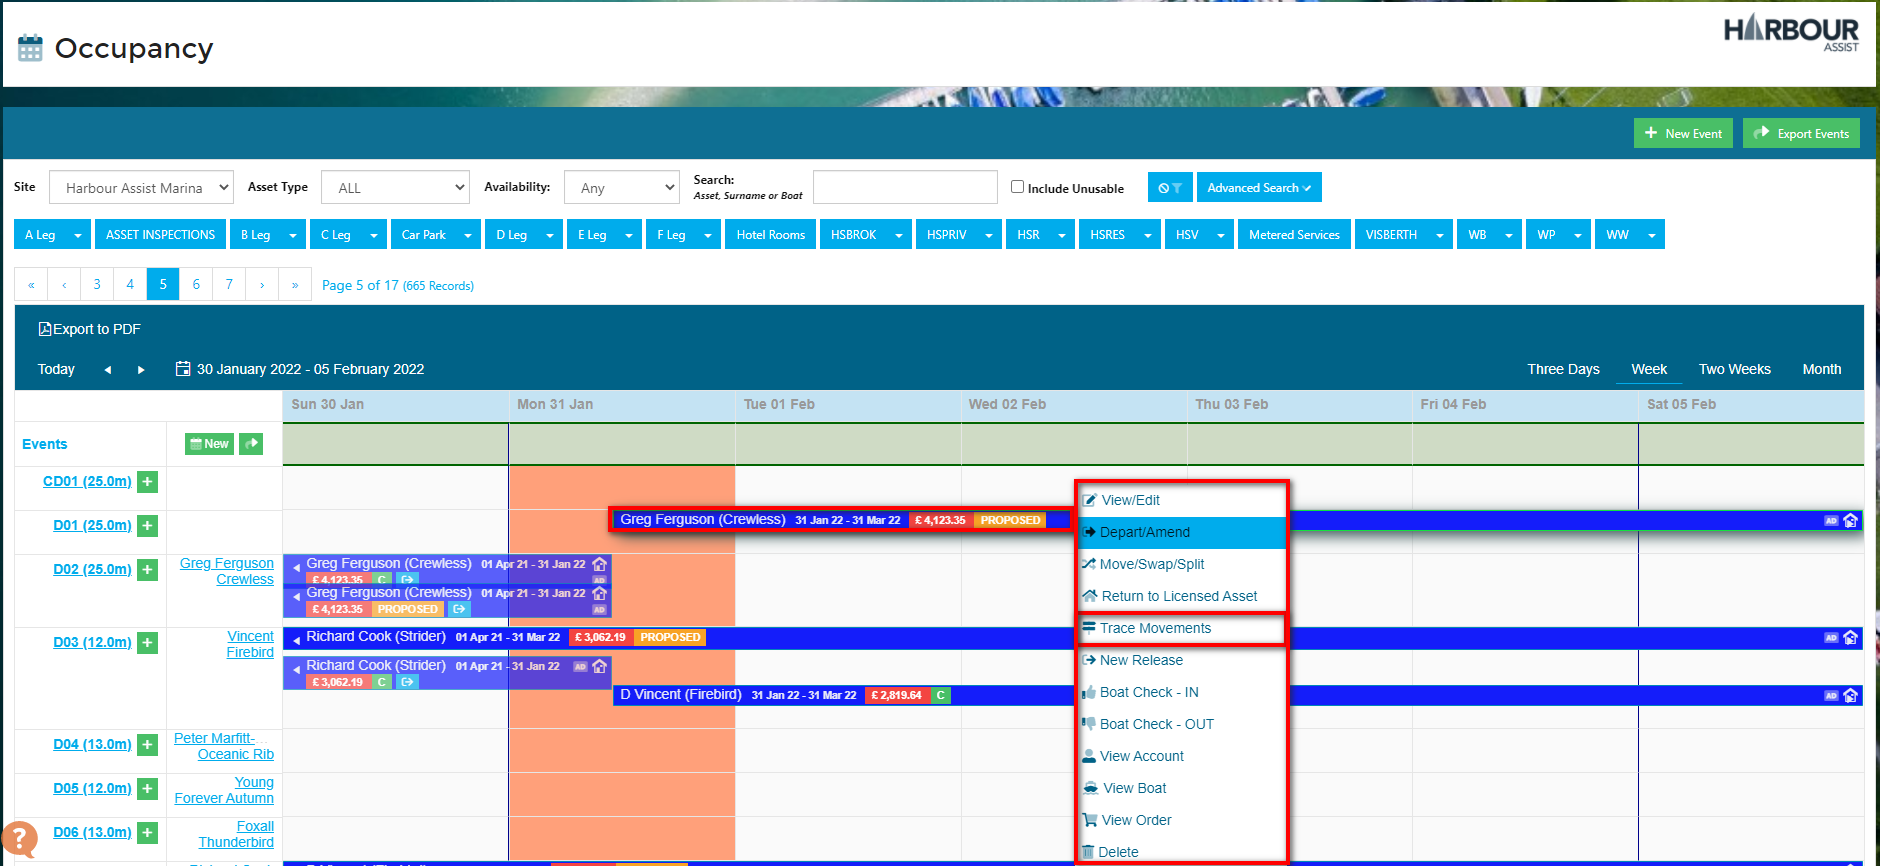 Occupancy
HARBOUR
ASSIST
New Event
Export Events
Site
Harbour Assist Marina
Asset Type
ALL
Availability:
Any
Search:
Asset, Surname or Boat
Include Unusable
Advanced Search
A Leg
ASSET INSPECTIONS
B Leg
C Leg
Car Park
D Leg
E Leg
F Leg
Hotel Rooms
HSBROK
HSPRIV
HSR
HSRES
HSV
Metered Services
VISBERTH
WB
WP
WW
« ‹ 3 4 5 6 7 › » Page 5 of 17 (665 Records)
Export to PDF
Today
30 January 2022 - 05 February 2022
Three Days
Week
Two Weeks
Month
Sun 30 Jan
Mon 31 Jan
Tue 01 Feb
Wed 02 Feb
Thu 03 Feb
Fri 04 Feb
Sat 05 Feb
Events
New
CD01 (25.0m) +
D01 (25.0m) +
Greg Ferguson (Crewless) 31 Jan 22 - 31 Mar 22 £ 4,123.35 PROPOSED
AD
D02 (25.0m) +
Greg Ferguson
Crewless
Greg Ferguson (Crewless) 01 Apr 21 - 31 Jan 22
£ 4,123.35 C AD
Greg Ferguson (Crewless) 01 Apr 21 - 31 Jan 22
£ 4,123.35 PROPOSED AD
D03 (12.0m) +
Vincent
Firebird
Richard Cook (Strider) 01 Apr 21 - 31 Mar 22 £ 3,062.19 PROPOSED
AD
Richard Cook (Strider) 01 Apr 21 - 31 Jan 22 AD
£ 3,062.19 C
D Vincent (Firebird) 31 Jan 22 - 31 Mar 22 £ 2,819.64 C
AD
D04 (13.0m) +
Peter Marfitt-
Oceanic Rib
D05 (12.0m) +
Young
Forever Autumn
D06 (13.0m) +
Foxall
Thunderbird
View/Edit
Depart/Amend
Move/Swap/Split
Return to Licensed Asset
Trace Movements
New Release
Boat Check - IN
Boat Check - OUT
View Account
View Boat
View Order
Delete
?